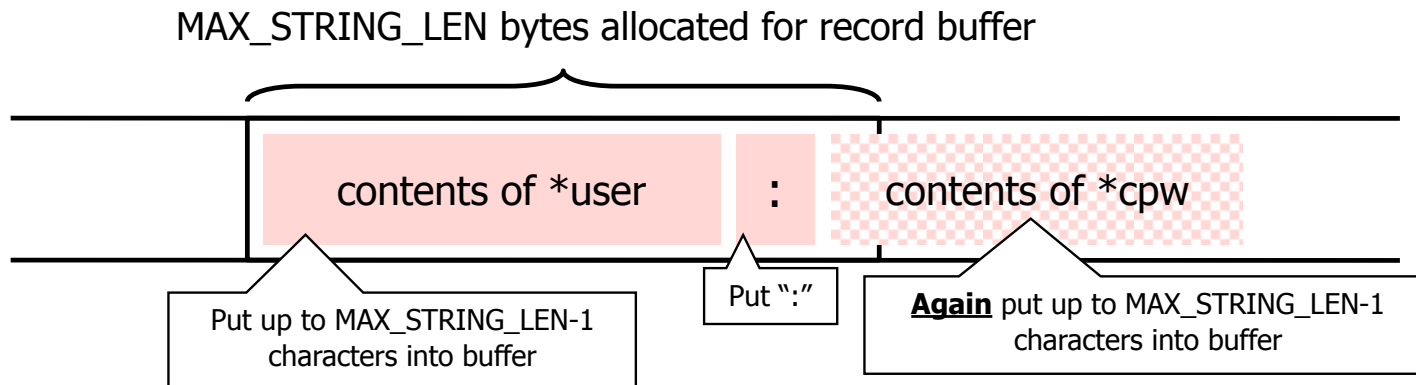 MAX_STRING_LEN bytes allocated for record buffer
contents of *user
:
contents of *cpw
Put up to MAX_STRING_LEN-1
characters into buffer
Put “:”
Again put up to MAX_STRING_LEN-1
characters into buffer